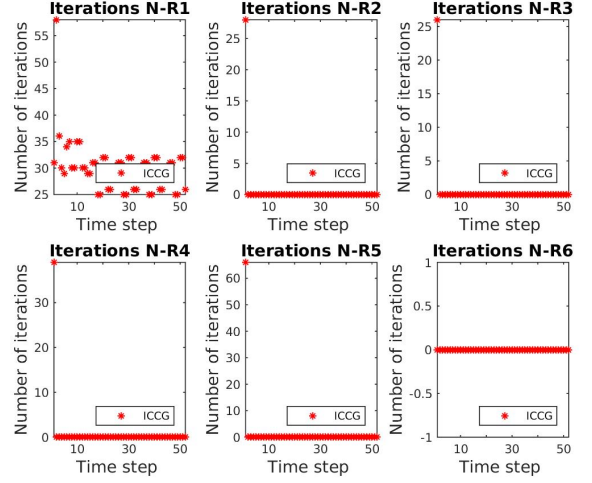 Iterations N-R1
Number of iterations
55
50
45
40
35
30
25
10
30
50
Time step
ICCG
Iterations N-R2
Number of iterations
25
20
15
10
5
0
10
30
50
Time step
ICCG
Iterations N-R3
Number of iterations
25
20
15
10
5
0
10
30
50
Time step
ICCG
Iterations N-R4
Number of iterations
30
20
10
0
10
30
50
Time step
ICCG
Iterations N-R5
Number of iterations
60
50
40
30
20
10
0
10
30
50
Time step
ICCG
Iterations N-R6
Number of iterations
1
0.5
0
-0.5
-1
10
30
50
Time step
ICCG